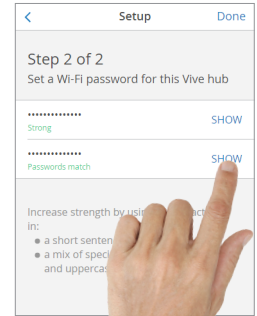 Setup
Done
Step 2 of 2
Set a Wi-Fi password for this Vive hub
••••••••••••••
SHOW
Strong
••••••••••••••
SHOW
Passwords match
Increase strength by
in:
• a short
• a mix of
and